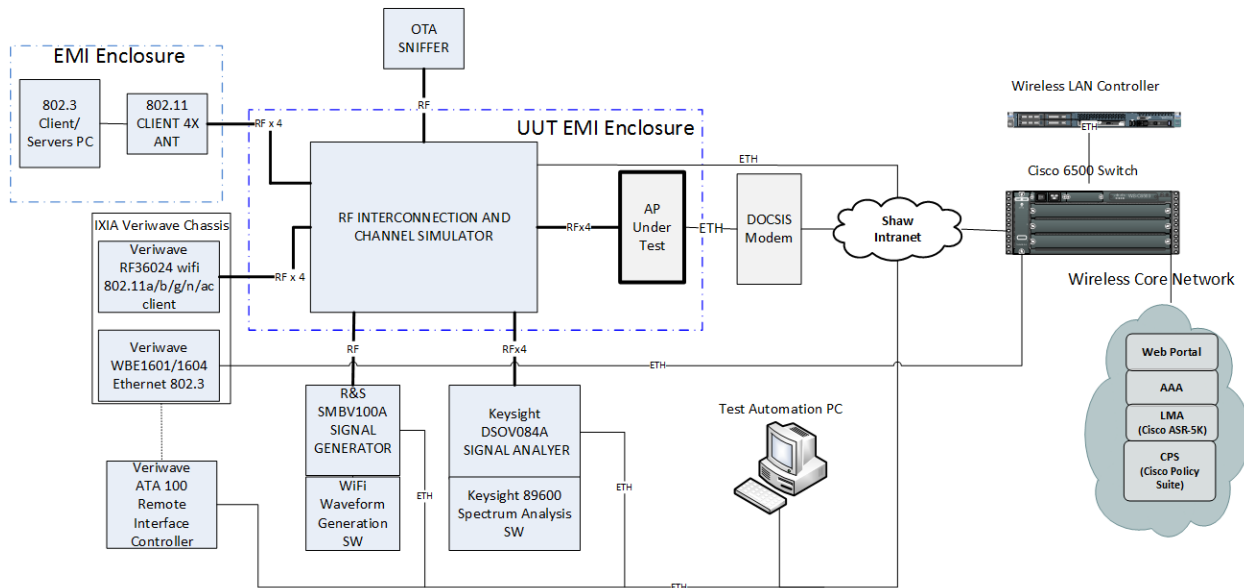 OTA
SNIFFER
EMI Enclosure
802.3
Client/
Servers PC
802.11
CLIENT 4X
ANT
RF x 4
RF
UUT EMI Enclosure
RF INTERCONNECTION AND
CHANNEL SIMULATOR
ETH
RFx4
AP
Under
Test
ETH
DOCSIS
Modem
Shaw
Intranet
Wireless LAN Controller
ETH
Cisco 6500 Switch
Wireless Core Network
Web Portal
AAA
LMA
(Cisco ASR-5K)
CPS
(Cisco Policy
Suite)
IXIA Veriwave Chassis
Veriwave
RF36024 wifi
802.11a/b/g/n/ac
client
RF x 4
Veriwave
WBE1601/1604
Ethernet 802.3
RF
RFx4
ETH
R&S
SMBV100A
SIGNAL
GENERATOR
WiFi
Waveform
Generation
SW
ETH
Keysight
DSOV084A
SIGNAL ANALYER
Keysight 89600
Spectrum Analysis
SW
ETH
Test Automation PC
Veriwave
ATA 100
Remote
Interface
Controller
ETH